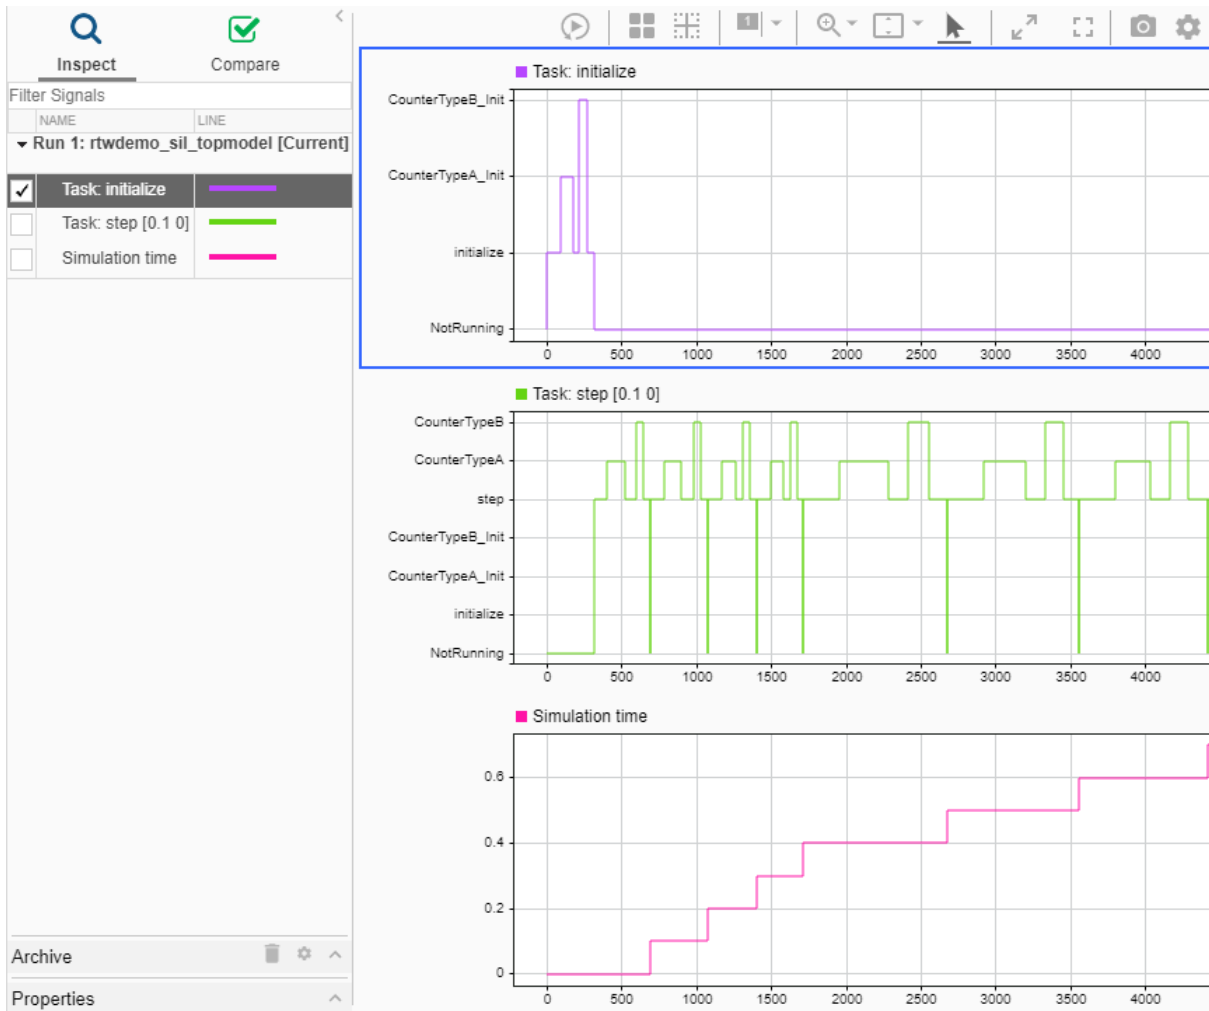 Inspect Compare
Filter Signals
NAME LINE
Run 1: rtwdemo_sil_topmodel [Current]
Task: initialize
Task: step [0.1 0]
Simulation time
Archive
Properties
1
Task: initialize
CounterTypeB_Init
CounterTypeA_Init
initialize
NotRunning
0 500 1000 1500 2000 2500 3000 3500 4000
Task: step [0.1 0]
CounterTypeB
CounterTypeA
step
CounterTypeB_Init
CounterTypeA_Init
initialize
NotRunning
0 500 1000 1500 2000 2500 3000 3500 4000
Simulation time
0.6
0.4
0.2
0
0 500 1000 1500 2000 2500 3000 3500 4000